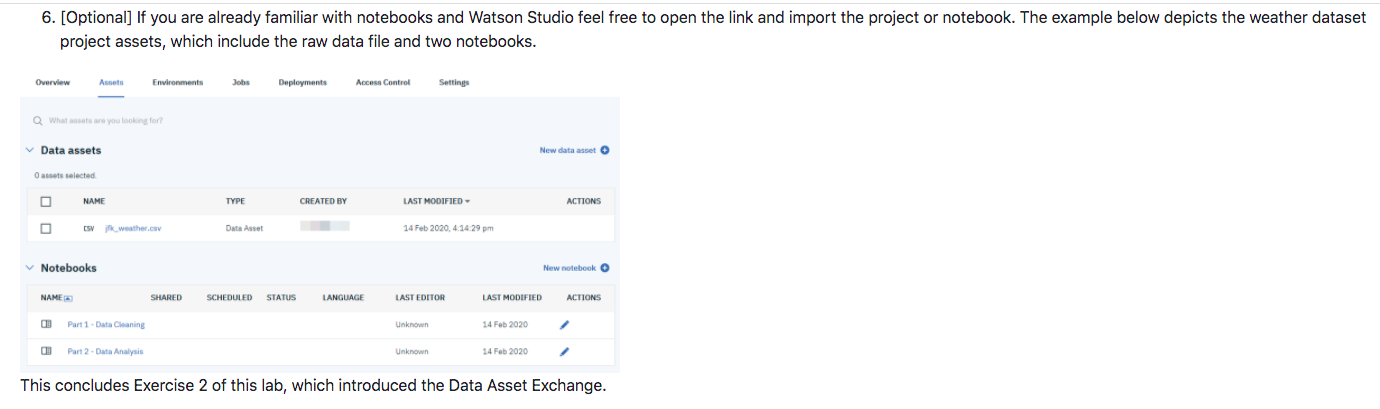 6. [Optional] If you are already familiar with notebooks and Watson Studio feel free to open the link and import the project or notebook. The example below depicts the weather dataset
project assets, which include the raw data file and two notebooks.
Overview Assets Environments Jobs Deployments Access Control Settings
What assets are you looking for?
Data assets New data asset
0 assets selected.
NAME TYPE CREATED BY LAST MODIFIED ACTIONS
CSV jfk_weather.csv Data Asset 14 Feb 2020, 4:14:29 pm
Notebooks New notebook
NAME SHARED SCHEDULED STATUS LANGUAGE LAST EDITOR LAST MODIFIED ACTIONS
Part 1 - Data Cleaning Unknown 14 Feb 2020
Part 2 - Data Analysis Unknown 14 Feb 2020
This concludes Exercise 2 of this lab, which introduced the Data Asset Exchange.